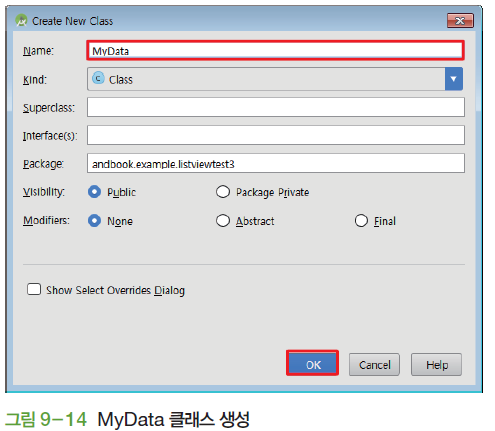 Create New Class
Name: MyData
Kind: Class
Superclass:
Interface(s):
Package: andbook.example.listviewtest3
Visibility: Public Package Private
Modifiers: None Abstract Final
Show Select Overrides Dialog
OK Cancel Help
그림 9-14 MyData 클래스 생성